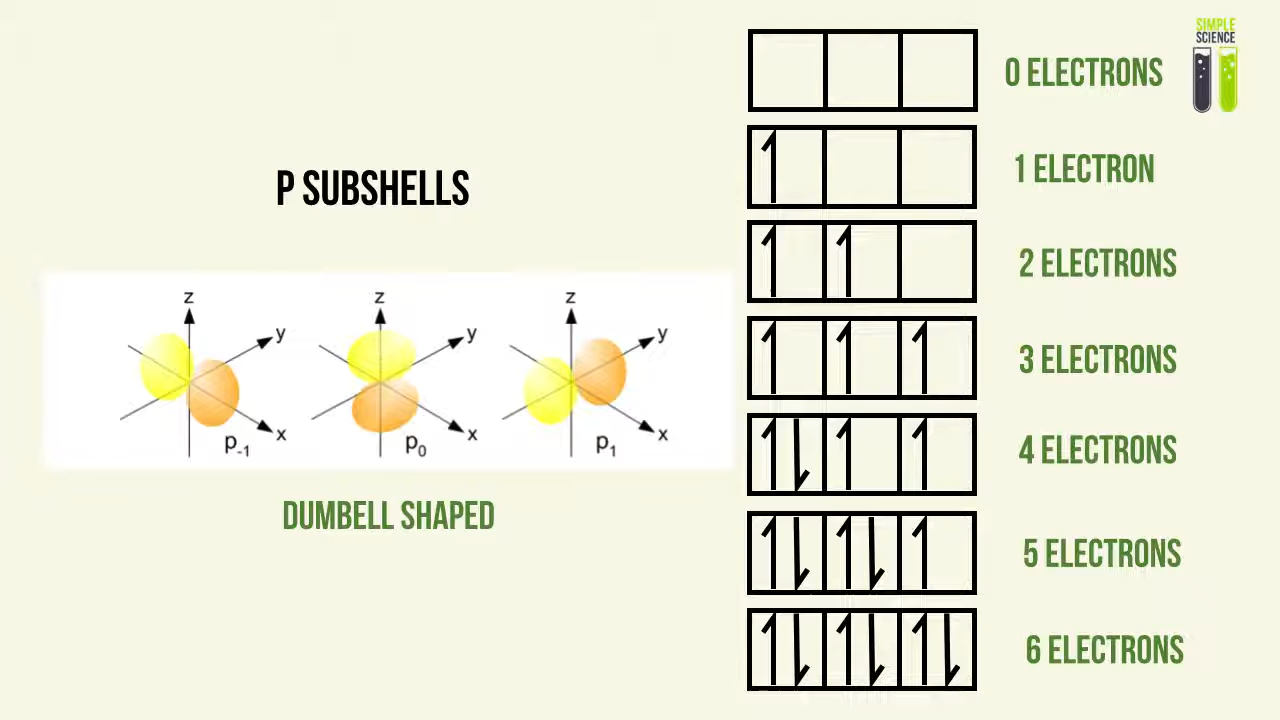 SIMPLE
SCIENCE
P SUBSHELLS
z
y
x
p-1
z
y
x
p0
z
y
x
p1
DUMBELL SHAPED
0 ELECTRONS
1 ELECTRON
2 ELECTRONS
3 ELECTRONS
4 ELECTRONS
5 ELECTRONS
6 ELECTRONS